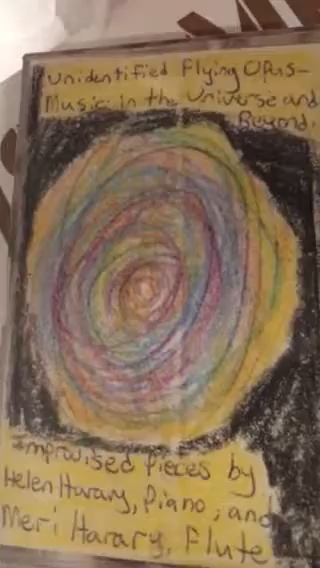 Unidentified Flying Opus-
Music in the Universe and
Beyond.
Improvised Pieces by
Helen Harary, Piano, and
Meri Harary, Flute